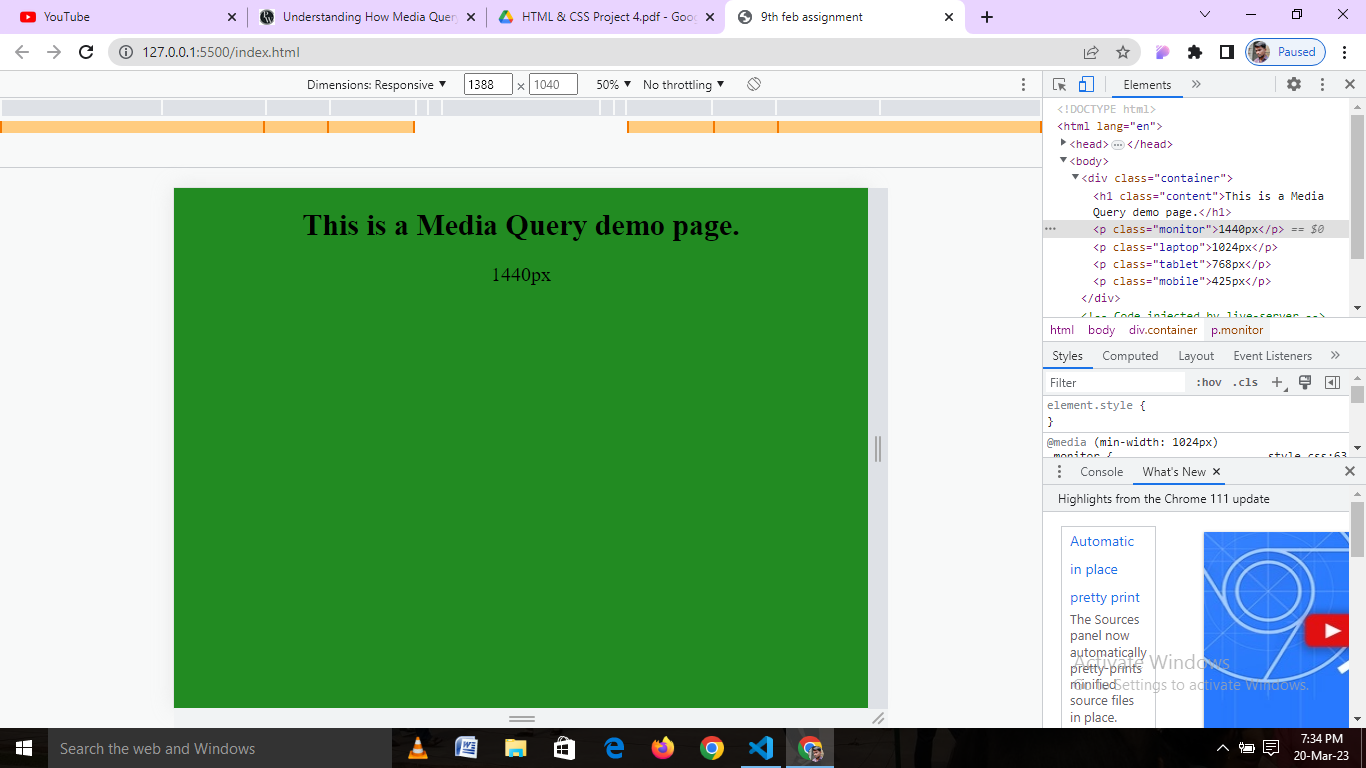 YouTube
Understanding How Media Quer
HTML & CSS Project 4.pdf - Goo
9th feb assignment
127.0.0.1:5500/index.html
Paused
Dimensions: Responsive ▼ 1388 × 1040 50% ▼ No throttling ▼
Elements
<!DOCTYPE html>
<html lang="en">
<head>…</head>
<body>
<div class="container">
<h1 class="content">This is a Media
Query demo page.</h1>
<p class="monitor">1440px</p> == $0
<p class="laptop">1024px</p>
<p class="tablet">768px</p>
<p class="mobile">425px</p>
</div>
<!-- Code injected by live-server -->
html body div.container p.monitor
Styles Computed Layout Event Listeners
Filter :hov .cls
element.style {
}
@media (min-width: 1024px)
.monitor { style.css:63
Console What's New
Highlights from the Chrome 111 update
Automatic
in place
pretty print
The Sources
panel now
automatically
pretty-prints
minified
source files
in place.
This is a Media Query demo page.
1440px
Activate Windows
Go to Settings to activate Windows.
Search the web and Windows
7:34 PM
20-Mar-23